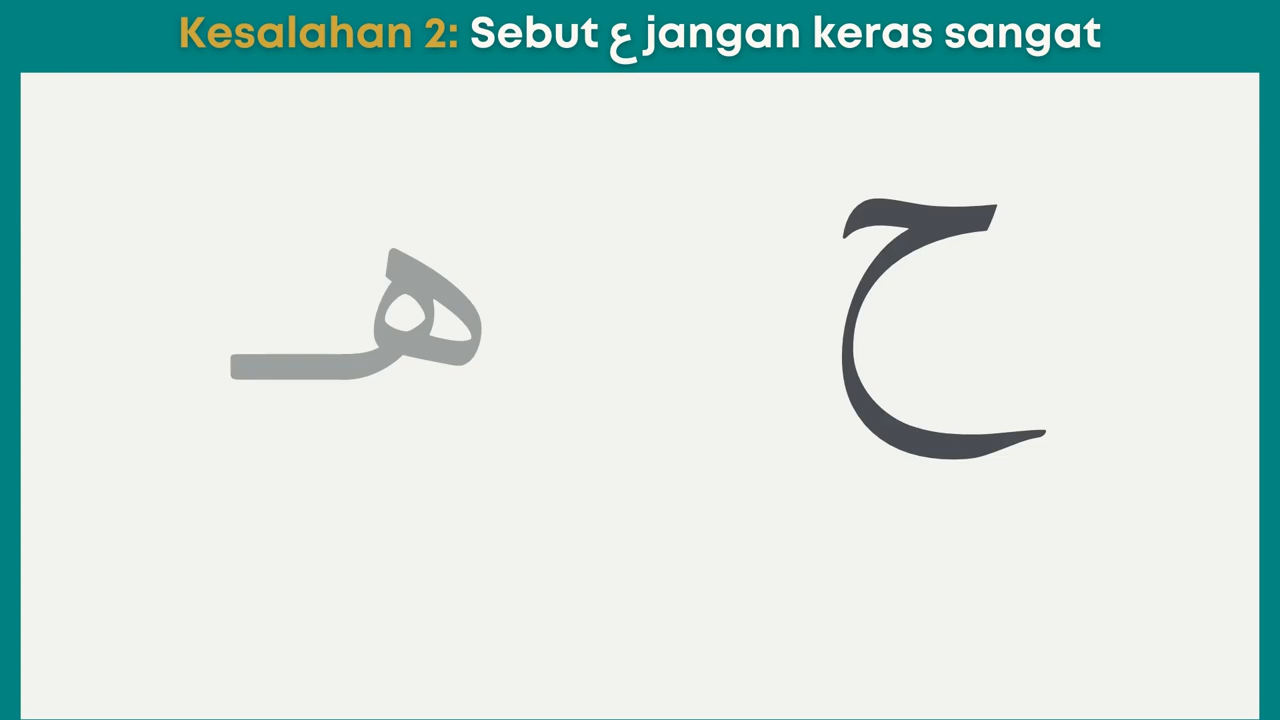 Kesalahan 2: Sebut ع jangan keras sangat
هـ ح